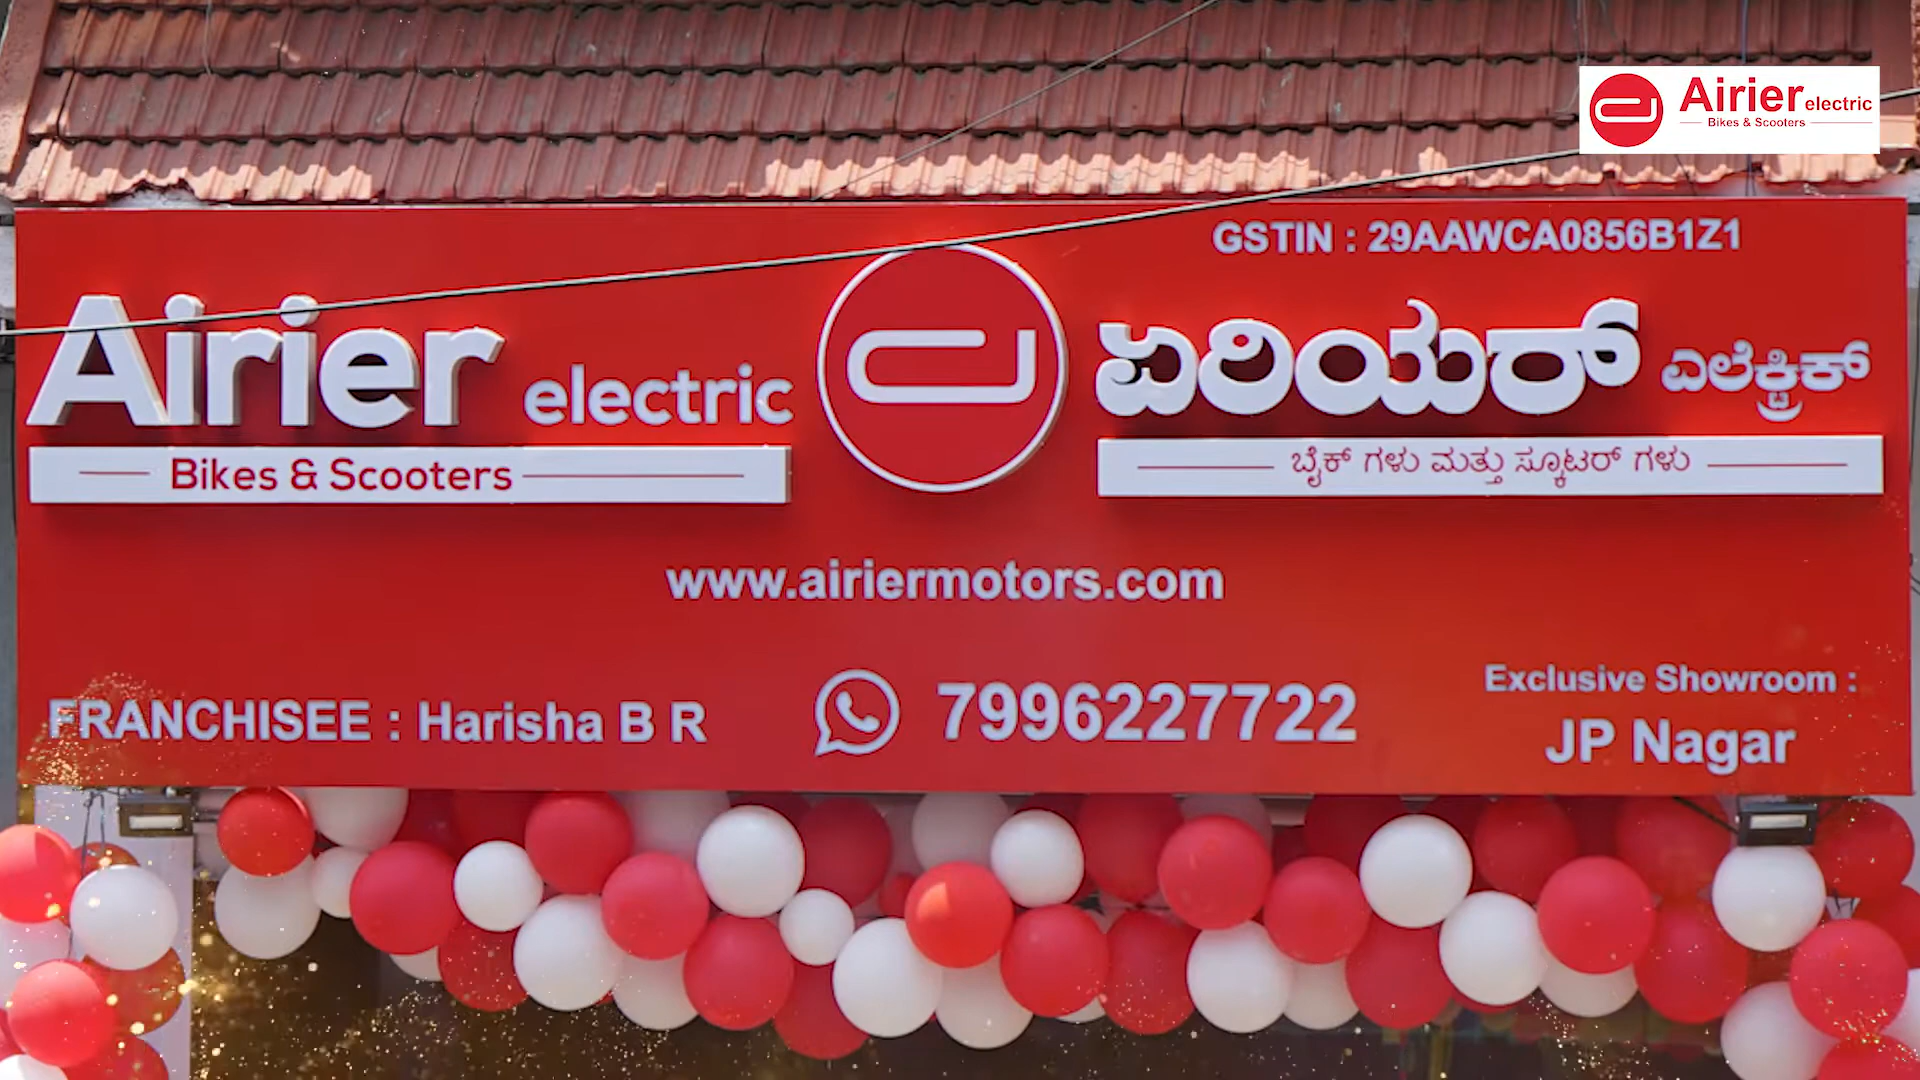 Airier electric
Bikes & Scooters
GSTIN : 29AAWCA0856B1Z1
Airier electric
Bikes & Scooters
ಏರಿಯರ್ ಎಲೆಕ್ಟ್ರಿಕ್
ಬೈಕ್ ಗಳು ಮತ್ತು ಸ್ಕೂಟರ್ ಗಳು
www.airiermotors.com
FRANCHISEE : Harisha B R
7996227722
Exclusive Showroom :
JP Nagar